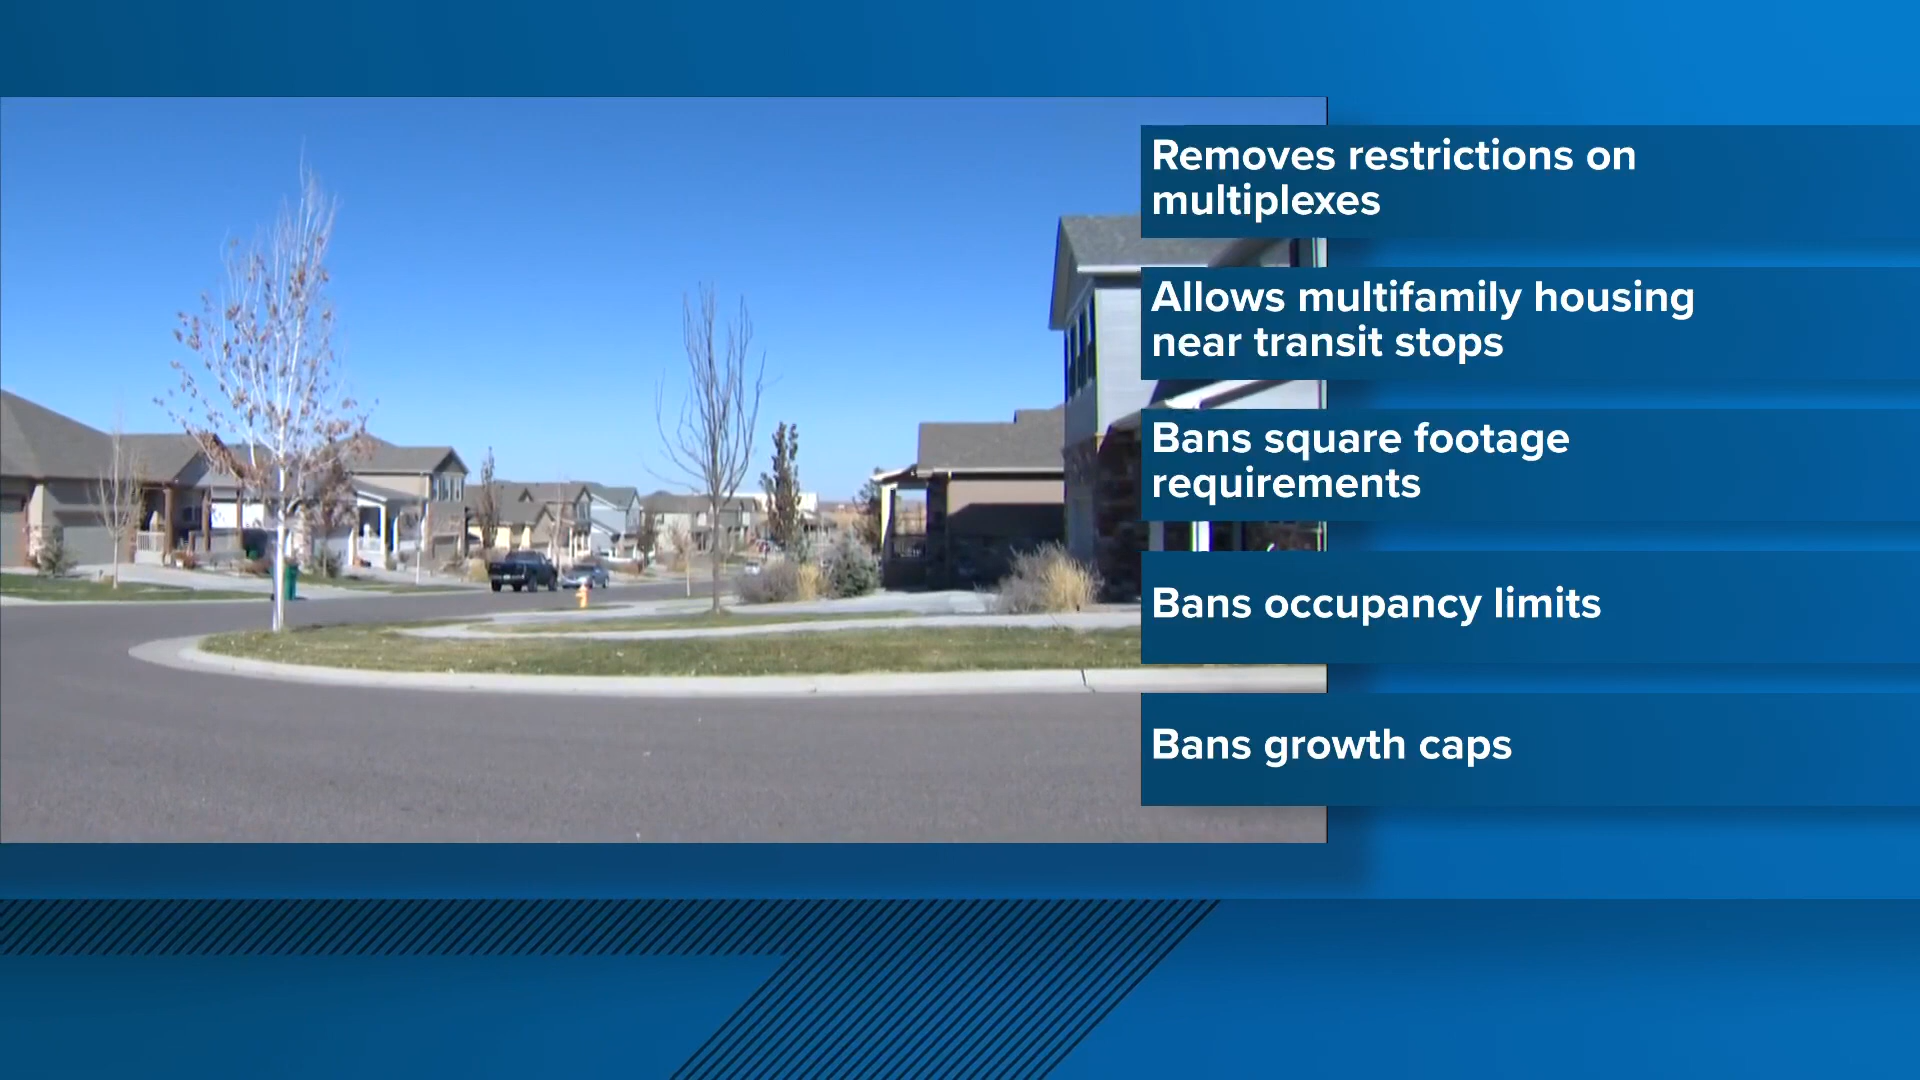 Removes restrictions on
multiplexes
Allows multifamily housing
near transit stops
Bans square footage
requirements
Bans occupancy limits
Bans growth caps